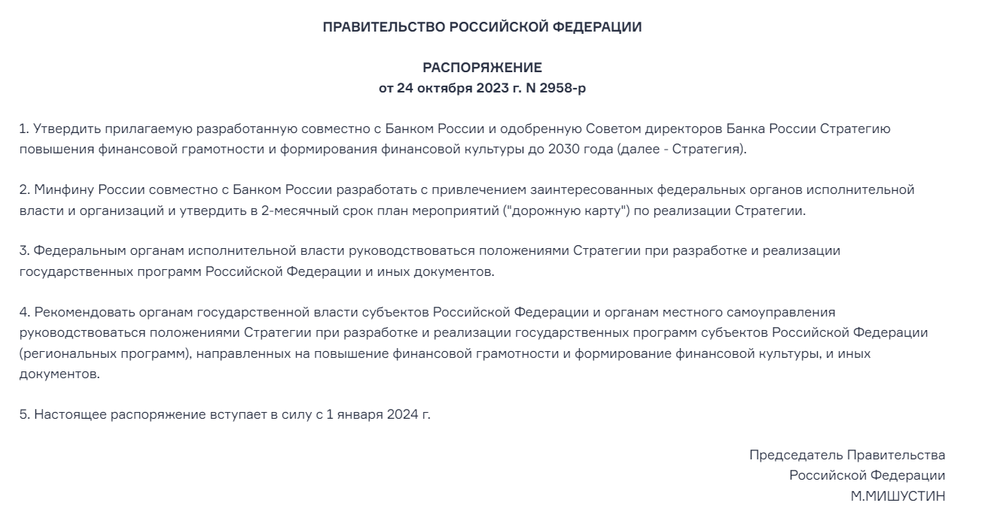 ПРАВИТЕЛЬСТВО РОССИЙСКОЙ ФЕДЕРАЦИИ
РАСПОРЯЖЕНИЕ
от 24 октября 2023 г. N 2958-р
1. Утвердить прилагаемую разработанную совместно с Банком России и одобренную Советом директоров Банка России Стратегию
повышения финансовой грамотности и формирования финансовой культуры до 2030 года (далее - Стратегия).
2. Минфину России совместно с Банком России разработать с привлечением заинтересованных федеральных органов исполнительной
власти и организаций и утвердить в 2-месячный срок план мероприятий ("дорожную карту") по реализации Стратегии.
3. Федеральным органам исполнительной власти руководствоваться положениями Стратегии при разработке и реализации
государственных программ Российской Федерации и иных документов.
4. Рекомендовать органам государственной власти субъектов Российской Федерации и органам местного самоуправления
руководствоваться положениями Стратегии при разработке и реализации государственных программ субъектов Российской Федерации
(региональных программ), направленных на повышение финансовой грамотности и формирование финансовой культуры, и иных
документов.
5. Настоящее распоряжение вступает в силу с 1 января 2024 г.
Председатель Правительства
Российской Федерации
М.МИШУСТИН